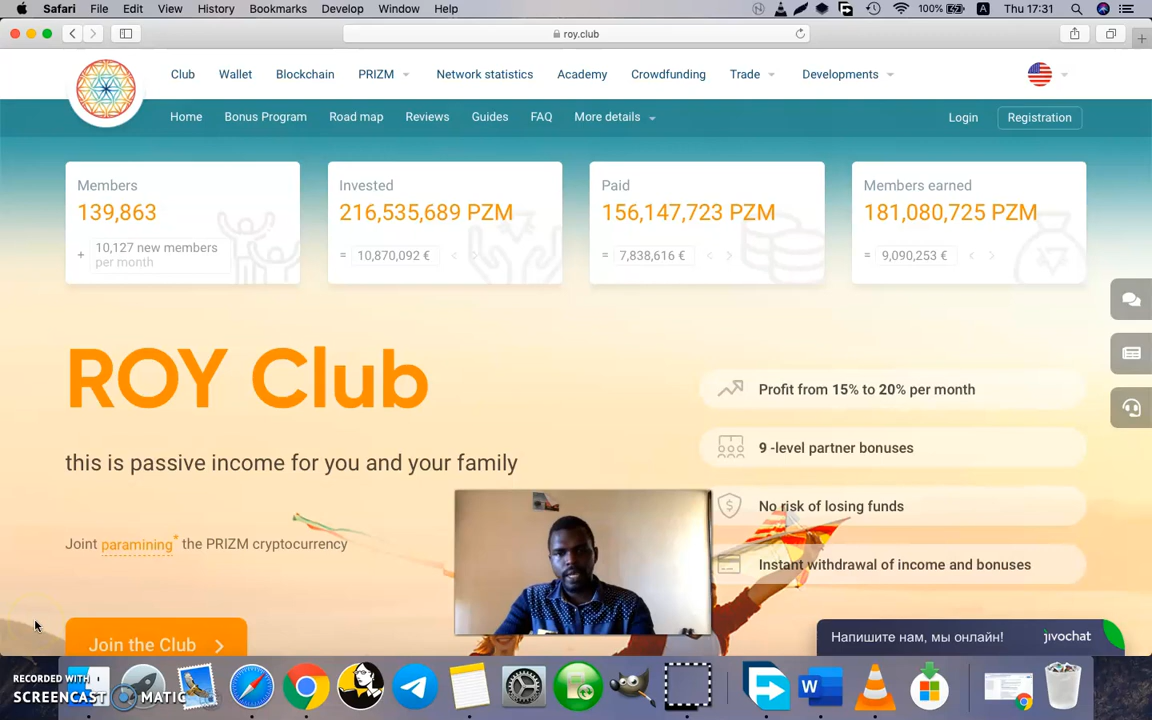 Safari File Edit View History Bookmarks Develop Window Help 100% A Thu 17:31
roy.club
Club Wallet Blockchain PRIZM Network statistics Academy Crowdfunding Trade Developments
Home Bonus Program Road map Reviews Guides FAQ More details Login Registration
Members Invested Paid Members earned
139,863 216,535,689 PZM 156,147,723 PZM 181,080,725 PZM
+ 10,127 new members = 10,870,092 € < > = 7,838,616 € < > = 9,090,253 € < >
per month
ROY Club
Profit from 15% to 20% per month
9 -level partner bonuses
this is passive income for you and your family
No risk of losing funds
Joint paramining* the PRIZM cryptocurrency
Instant withdrawal of income and bonuses
Join the Club >
Напишите нам, мы онлайн! jivochat
RECORDED WITH
SCREENCAST MATIC
W